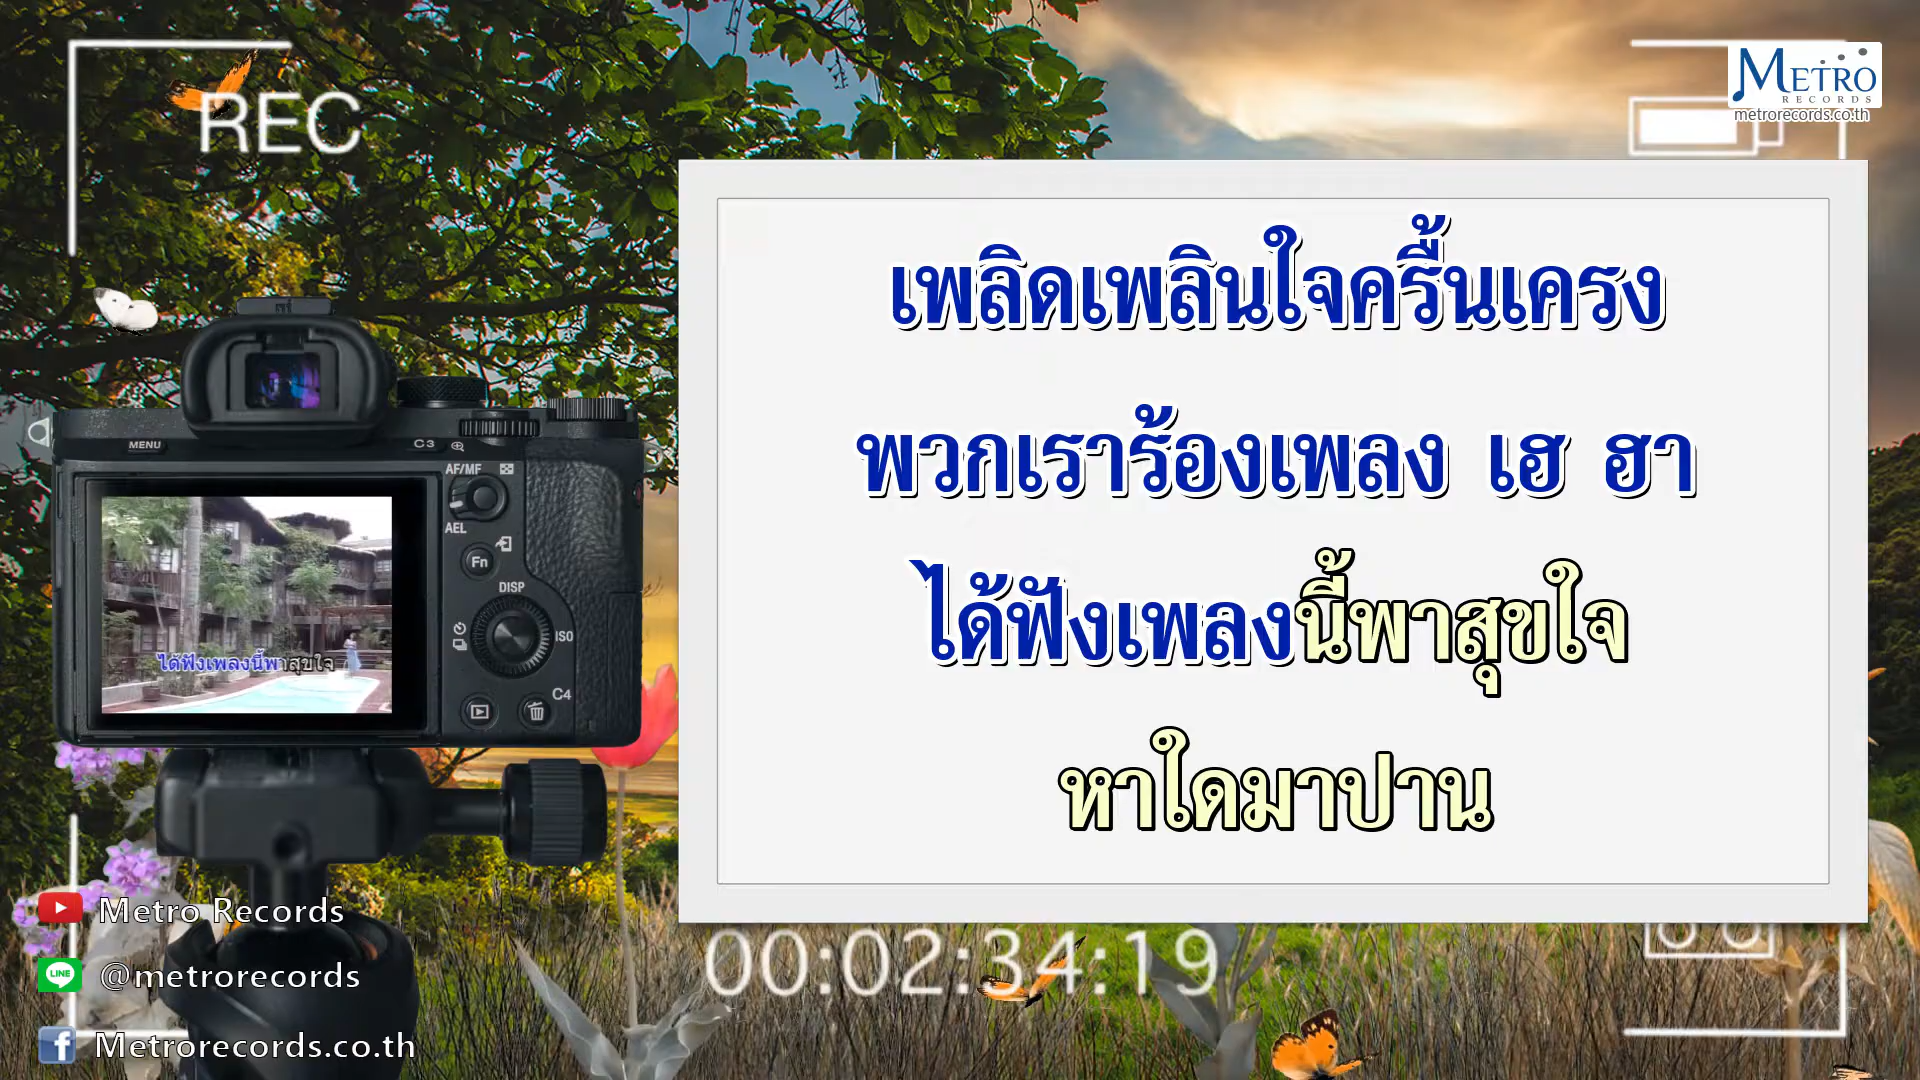 REC
METRO
RECORDS
metrorecords.co.th
เพลิดเพลินใจครื้นเครง
พวกเราร้องเพลง เฮ ฮา
ได้ฟังเพลงนี้พาสุขใจ
หาใดมาปาน
MENU
C3
AF/MF
AEL
Fn
DISP
ISO
C4
ได้ฟังเพลงนี้พาสุขใจ
Metro Records
LINE
@metrorecords
Metrorecords.co.th
00:02:34:19